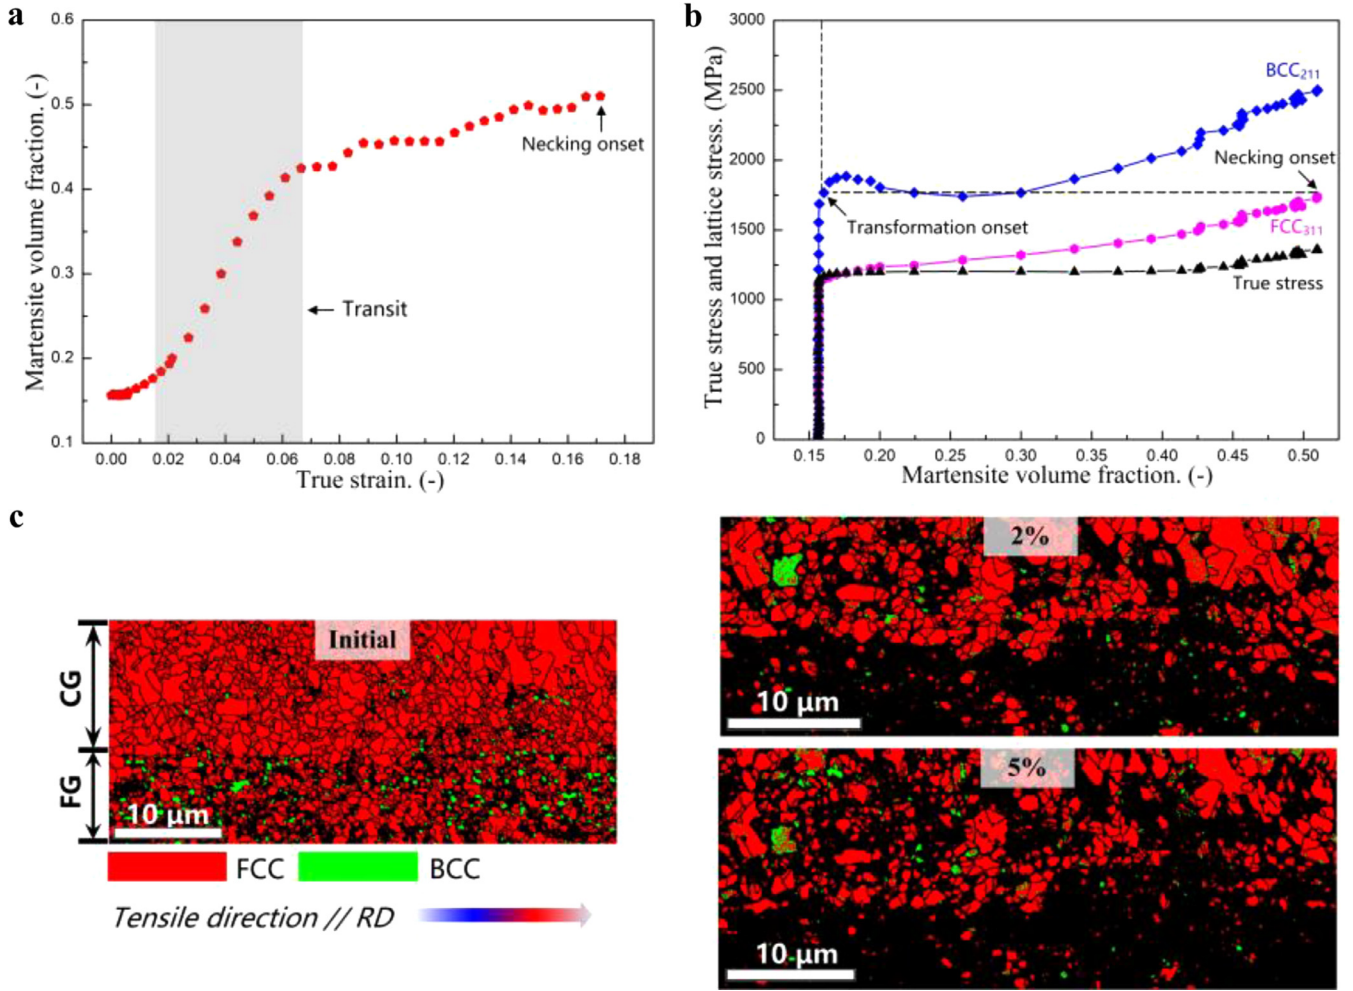 a
0.6
0.5
0.4
0.3
0.2
0.1
Martensite volume fraction. (-)
Necking onset
Transit
0.00 0.02 0.04 0.06 0.08 0.10 0.12 0.14 0.16 0.18
True strain. (-)
b
3000
2500
2000
1500
1000
500
0
True stress and lattice stress. (MPa)
BCC211
Necking onset
Transformation onset
FCC311
True stress
0.15 0.20 0.25 0.30 0.35 0.40 0.45 0.50
Martensite volume fraction. (-)
c
Initial
CG
FG
10 μm
FCC BCC
Tensile direction // RD
2%
10 μm
5%
10 μm